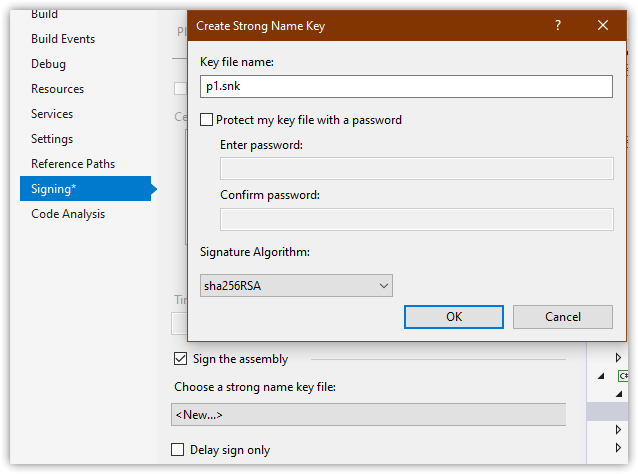 Build
Build Events
Debug
Resources
Services
Settings
Reference Paths
Signing*
Code Analysis
Create Strong Name Key
?
Key file name:
p1.snk
Protect my key file with a password
Enter password:
Confirm password:
Signature Algorithm:
sha256RSA
OK
Cancel
Sign the assembly
Choose a strong name key file:
<New...>
Delay sign only
C#